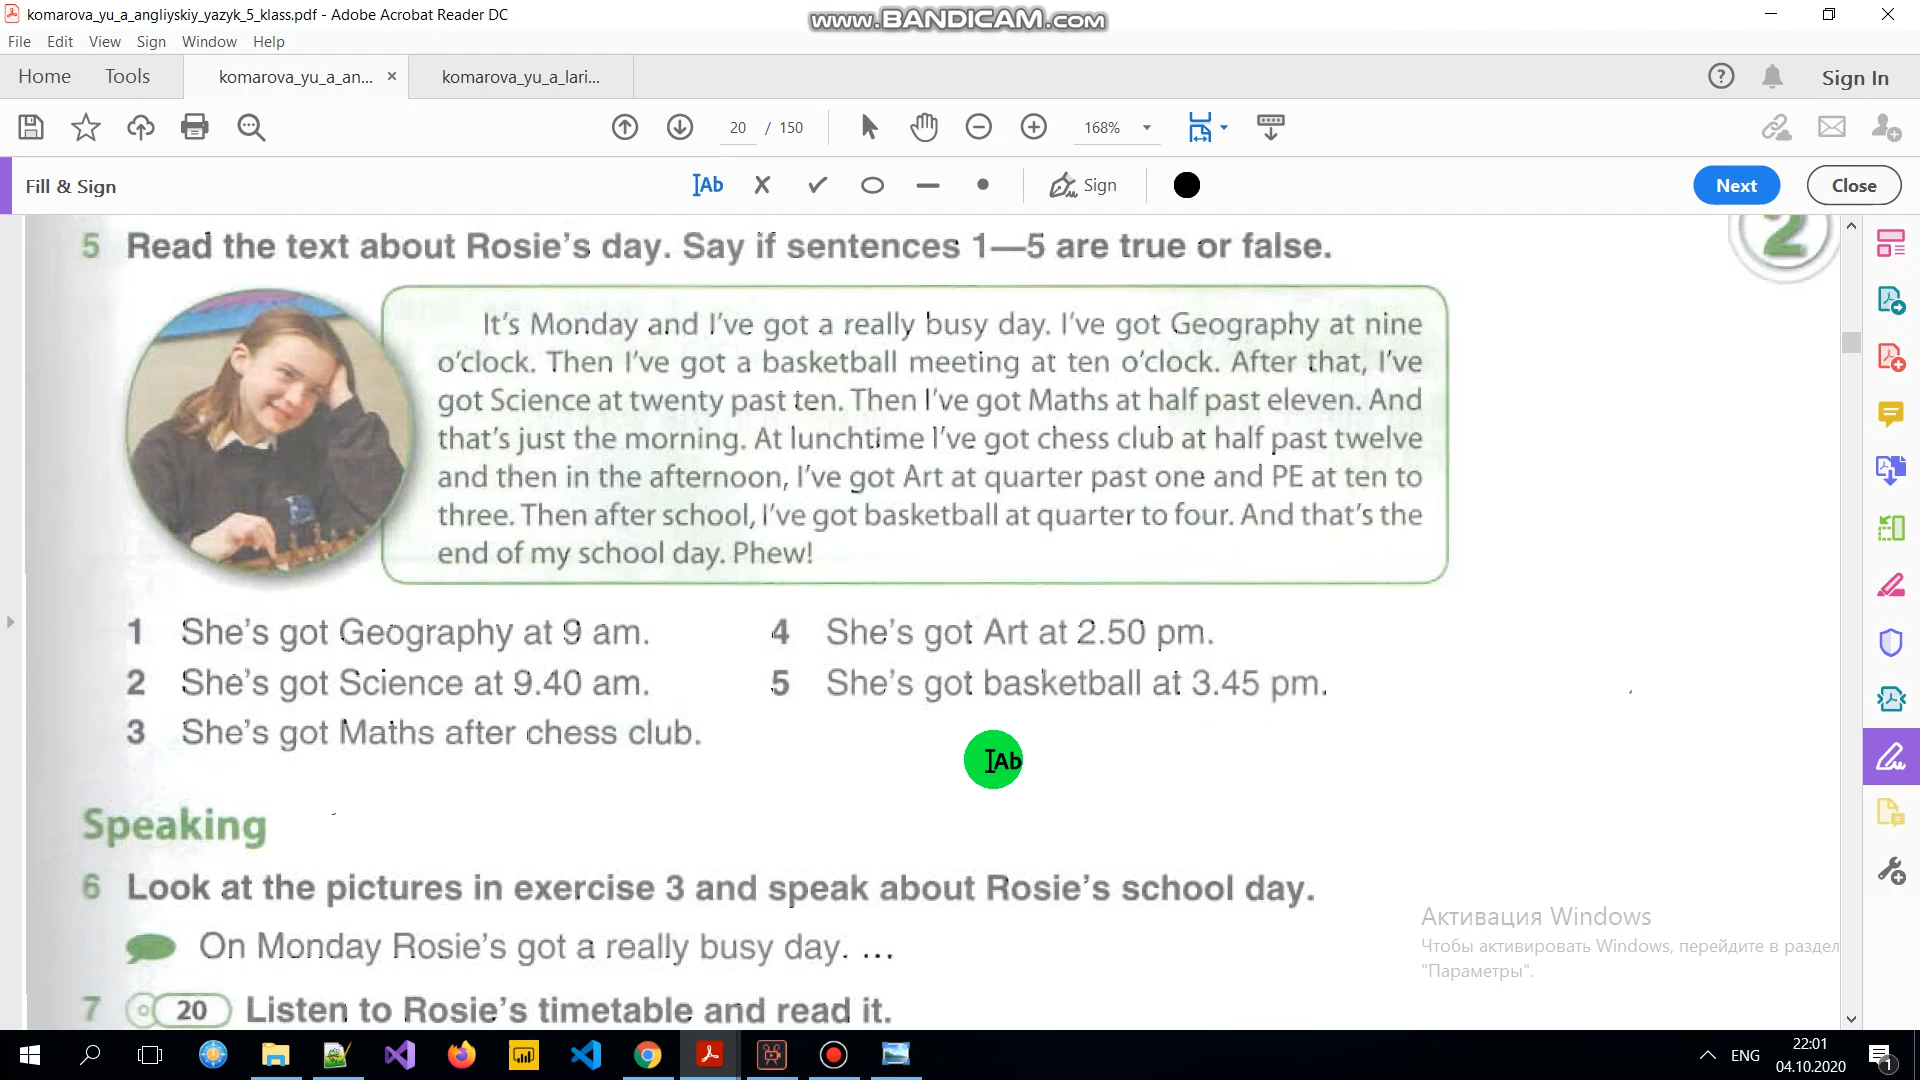 komarova_yu_a_angliyskiy_yazyk_5_klass.pdf - Adobe Acrobat Reader DC
www.BANDICAM.com
File Edit View Sign Window Help
Home Tools komarova_yu_a_an... × komarova_yu_a_lari... Sign In
20 / 150 168%
Fill & Sign Ab Sign Next Close
2
5 Read the text about Rosie's day. Say if sentences 1—5 are true or false.
It's Monday and I've got a really busy day. I've got Geography at nine
o'clock. Then I've got a basketball meeting at ten o'clock. After that, I've
got Science at twenty past ten. Then I've got Maths at half past eleven. And
that's just the morning. At lunchtime I've got chess club at half past twelve
and then in the afternoon, I've got Art at quarter past one and PE at ten to
three. Then after school, I've got basketball at quarter to four. And that's the
end of my school day. Phew!
1 She's got Geography at 9 am.
2 She's got Science at 9.40 am.
3 She's got Maths after chess club.
4 She's got Art at 2.50 pm.
5 She's got basketball at 3.45 pm.
Ab
Speaking
6 Look at the pictures in exercise 3 and speak about Rosie's school day.
On Monday Rosie's got a really busy day. ...
7 20 Listen to Rosie's timetable and read it.
Активация Windows
Чтобы активировать Windows, перейдите в раздел
"Параметры".
ENG
22:01
04.10.2020
1